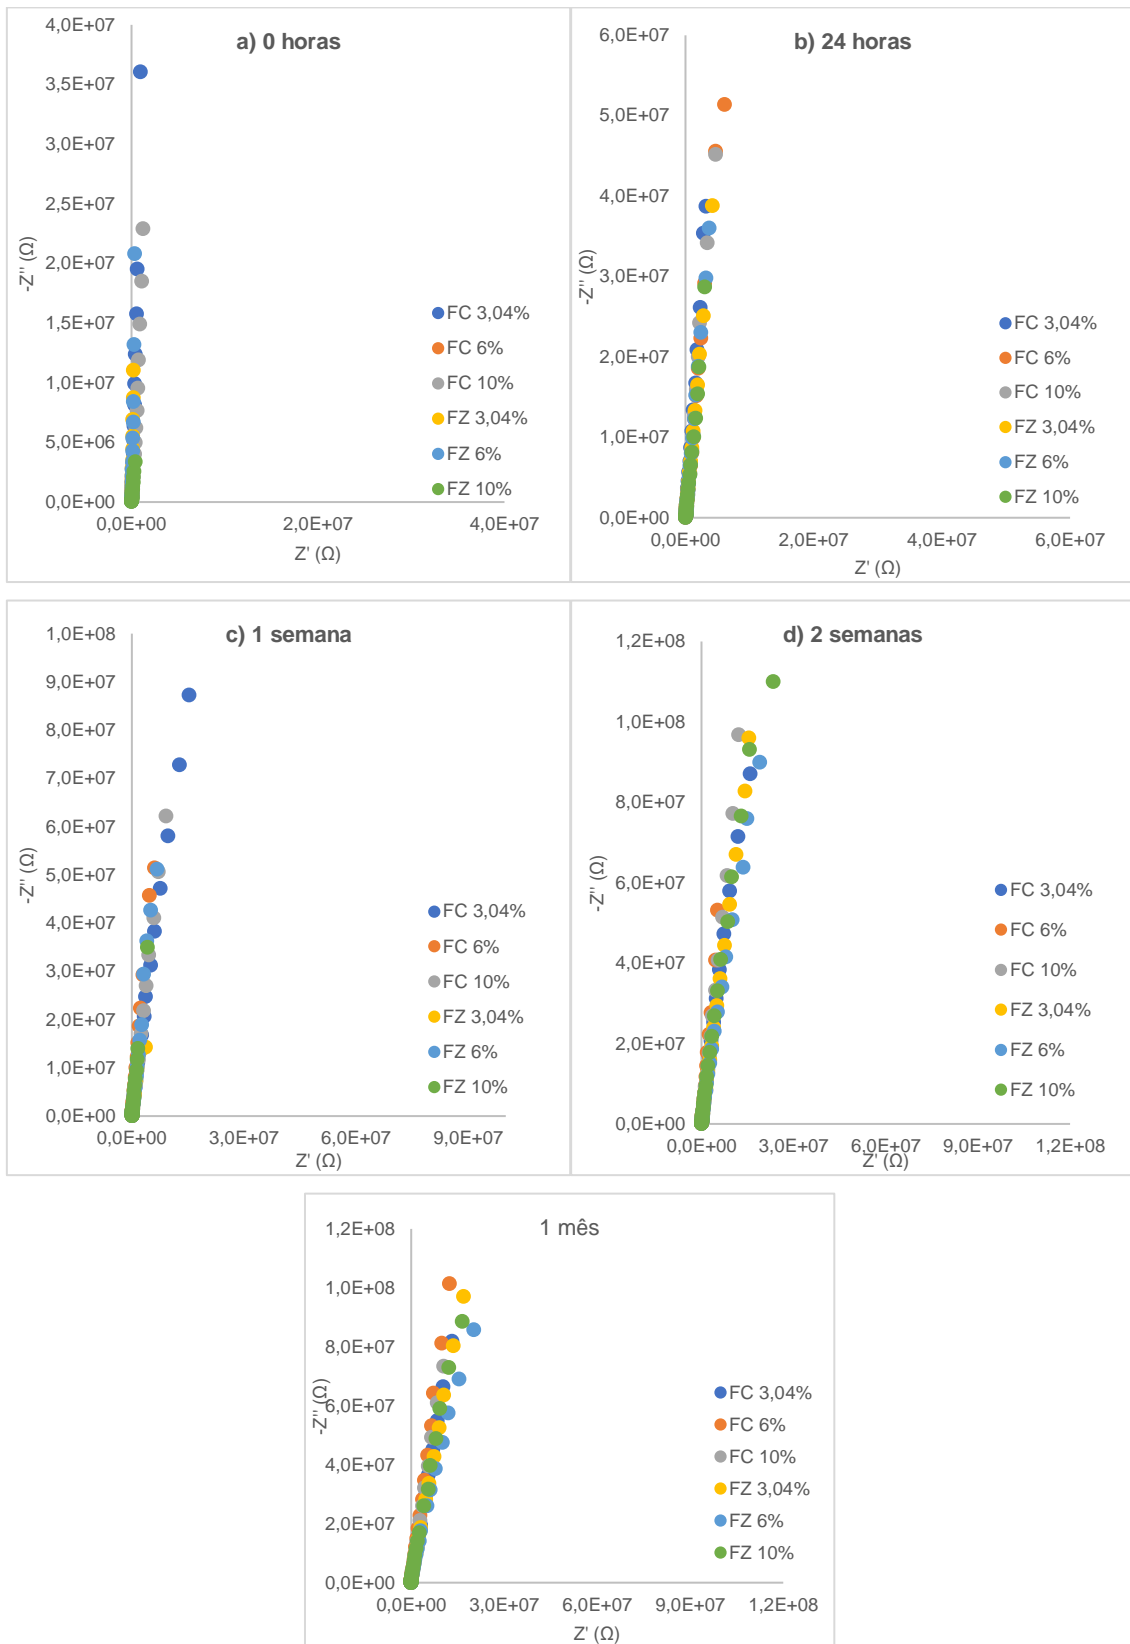 a) 0 horas
4,0E+07
3,5E+07
3,0E+07
2,5E+07
2,0E+07
1,5E+07
1,0E+07
5,0E+06
0,0E+00
-Z'' (Ω)
0,0E+00 2,0E+07 4,0E+07
Z' (Ω)
FC 3,04%
FC 6%
FC 10%
FZ 3,04%
FZ 6%
FZ 10%
b) 24 horas
6,0E+07
5,0E+07
4,0E+07
3,0E+07
2,0E+07
1,0E+07
0,0E+00
-Z'' (Ω)
0,0E+00 2,0E+07 4,0E+07 6,0E+07
Z' (Ω)
FC 3,04%
FC 6%
FC 10%
FZ 3,04%
FZ 6%
FZ 10%
c) 1 semana
1,0E+08
9,0E+07
8,0E+07
7,0E+07
6,0E+07
5,0E+07
4,0E+07
3,0E+07
2,0E+07
1,0E+07
0,0E+00
-Z'' (Ω)
0,0E+00 3,0E+07 6,0E+07 9,0E+07
Z' (Ω)
FC 3,04%
FC 6%
FC 10%
FZ 3,04%
FZ 6%
FZ 10%
d) 2 semanas
1,2E+08
1,0E+08
8,0E+07
6,0E+07
4,0E+07
2,0E+07
0,0E+00
-Z'' (Ω)
0,0E+00 3,0E+07 6,0E+07 9,0E+07 1,2E+08
Z' (Ω)
FC 3,04%
FC 6%
FC 10%
FZ 3,04%
FZ 6%
FZ 10%
1 mês
1,2E+08
1,0E+08
8,0E+07
6,0E+07
4,0E+07
2,0E+07
0,0E+00
-Z'' (Ω)
0,0E+00 3,0E+07 6,0E+07 9,0E+07 1,2E+08
Z' (Ω)
FC 3,04%
FC 6%
FC 10%
FZ 3,04%
FZ 6%
FZ 10%